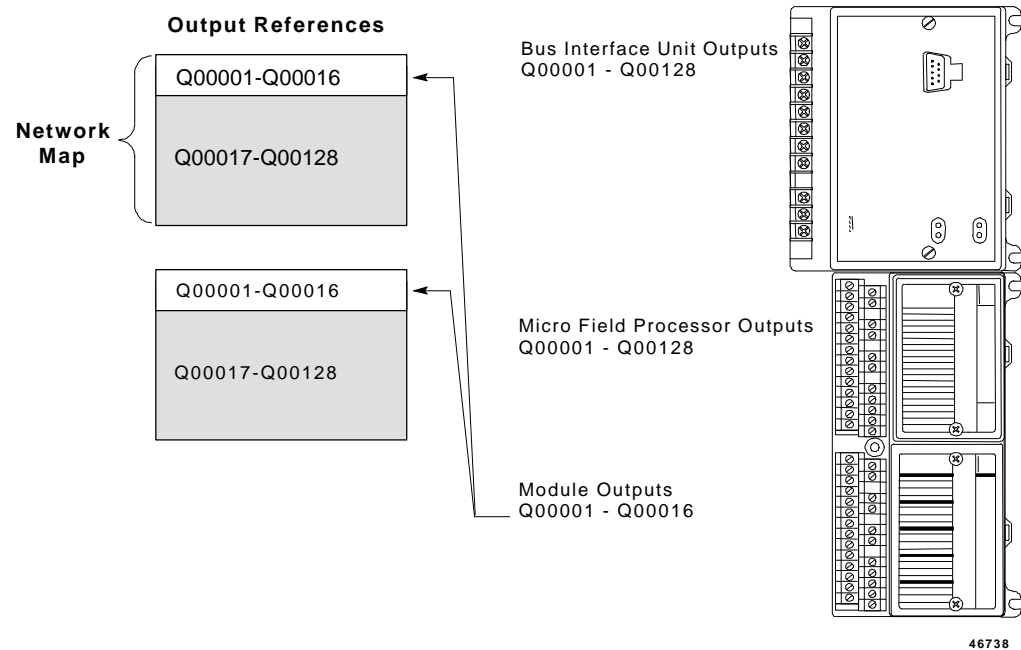 Output References
Q00001-Q00016
Q00017-Q00128
Network
Map
Q00001-Q00016
Q00017-Q00128
Bus Interface Unit Outputs
Q00001 - Q00128
Micro Field Processor Outputs
Q00001 - Q00128
Module Outputs
Q00001 - Q00016
46738